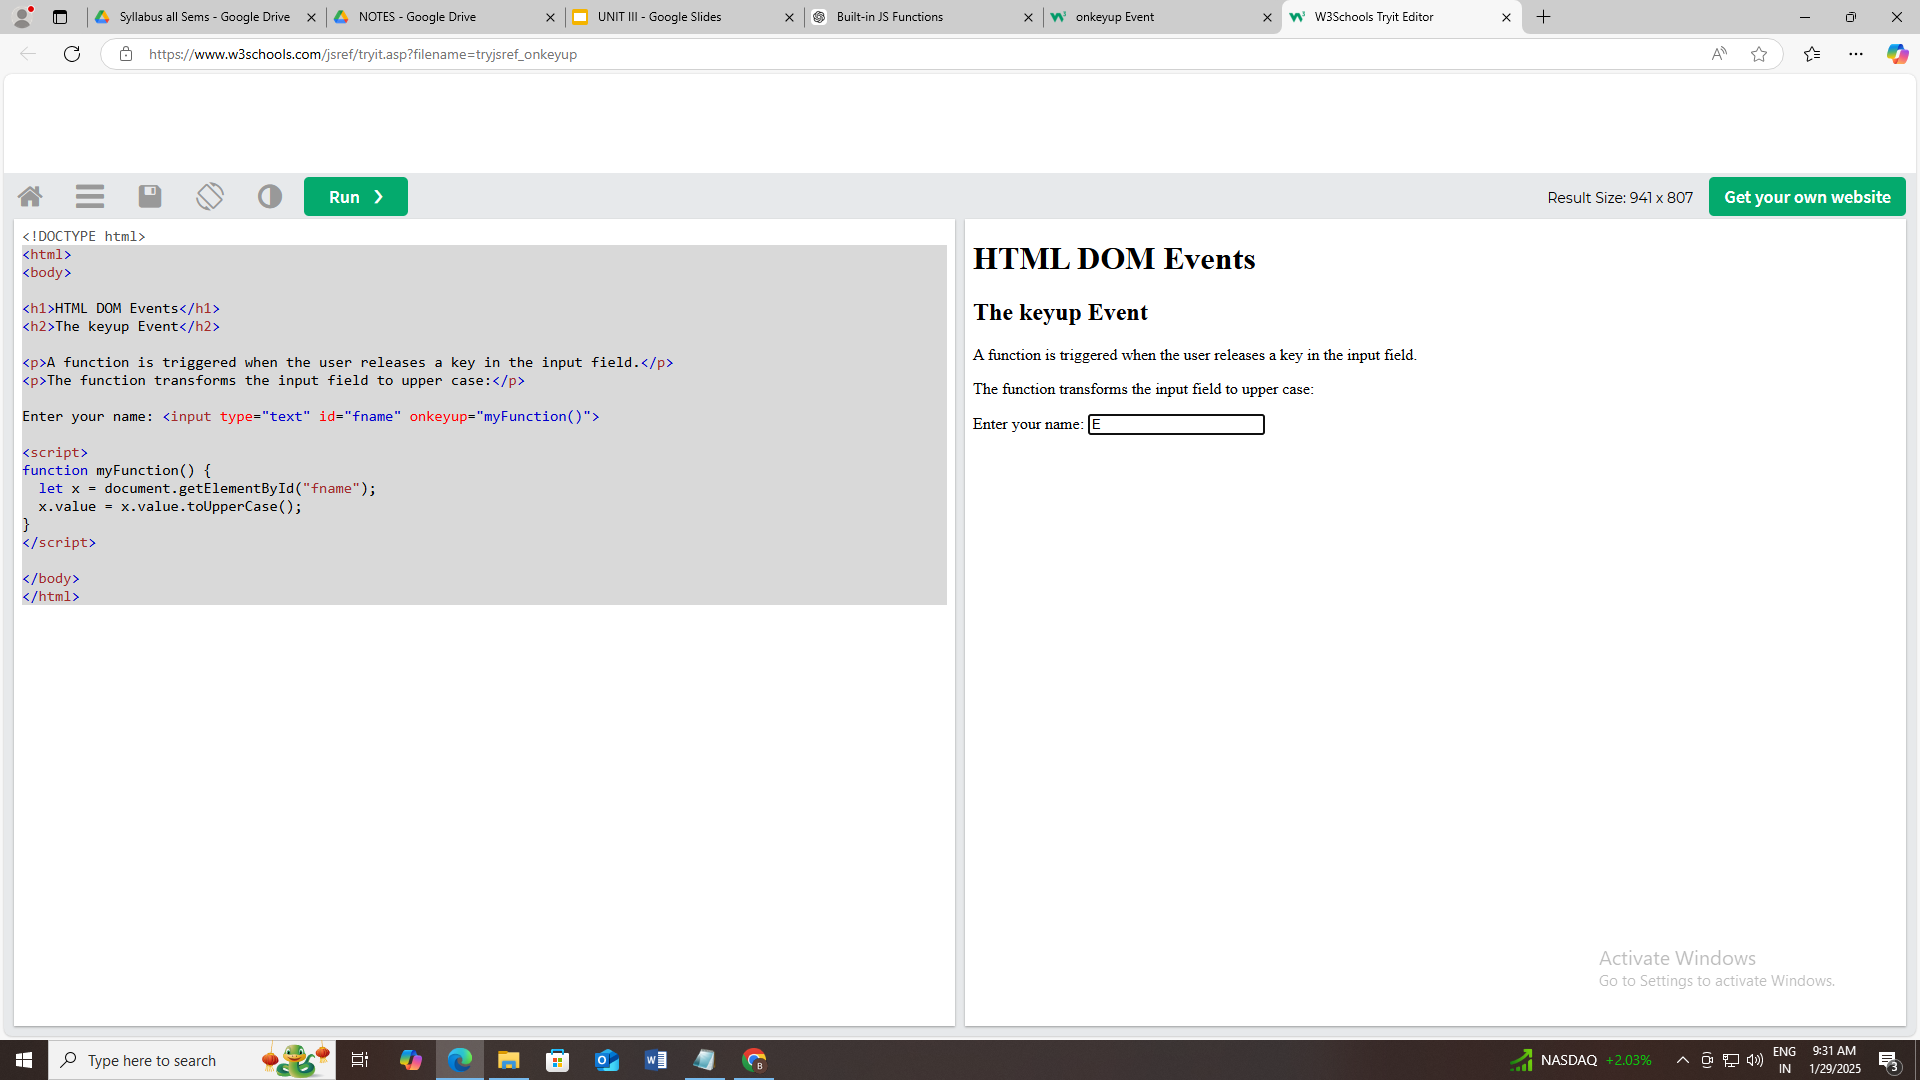 Syllabus all Sems - Google Drive
NOTES - Google Drive
UNIT III - Google Slides
Built-in JS Functions
onkeyup Event
W3Schools Tryit Editor
https://www.w3schools.com/jsref/tryit.asp?filename=tryjsref_onkeyup
Run ❯
Result Size: 941 x 807
Get your own website
<!DOCTYPE html>
<html>
<body>
<h1>HTML DOM Events</h1>
<h2>The keyup Event</h2>
<p>A function is triggered when the user releases a key in the input field.</p>
<p>The function transforms the input field to upper case:</p>
Enter your name: <input type="text" id="fname" onkeyup="myFunction()">
<script>
function myFunction() {
let x = document.getElementById("fname");
x.value = x.value.toUpperCase();
}
</script>
</body>
</html>
HTML DOM Events
The keyup Event
A function is triggered when the user releases a key in the input field.
The function transforms the input field to upper case:
Enter your name: E
Activate Windows
Go to Settings to activate Windows.
Type here to search
NASDAQ +2.03%
ENG
IN
9:31 AM
1/29/2025
3